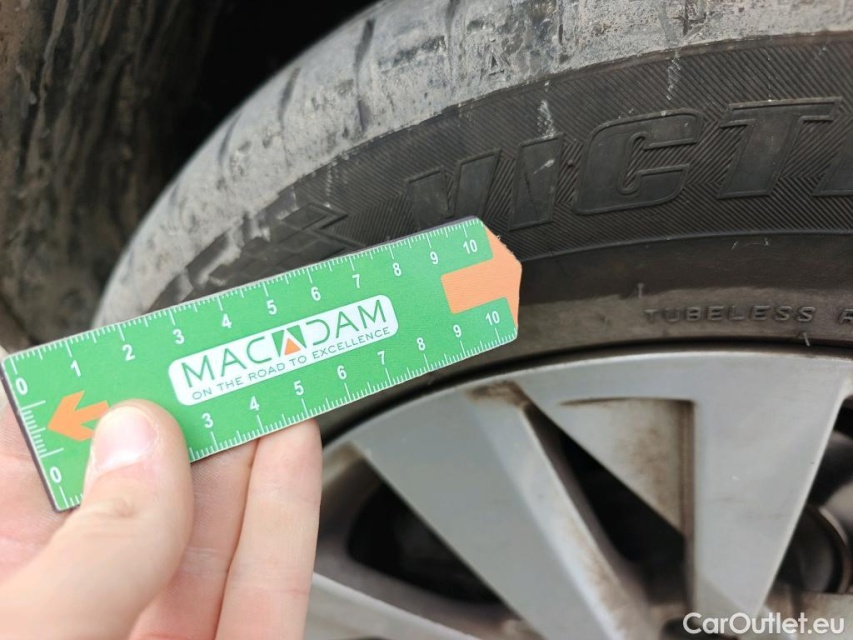 VICT
TUBELESS
0 1 2 3 4 5 6 7 8 9 10
MACADAM
ON THE ROAD TO EXCELLENCE
0 3 4 5 6 7 8 9 10
CarOutlet.eu